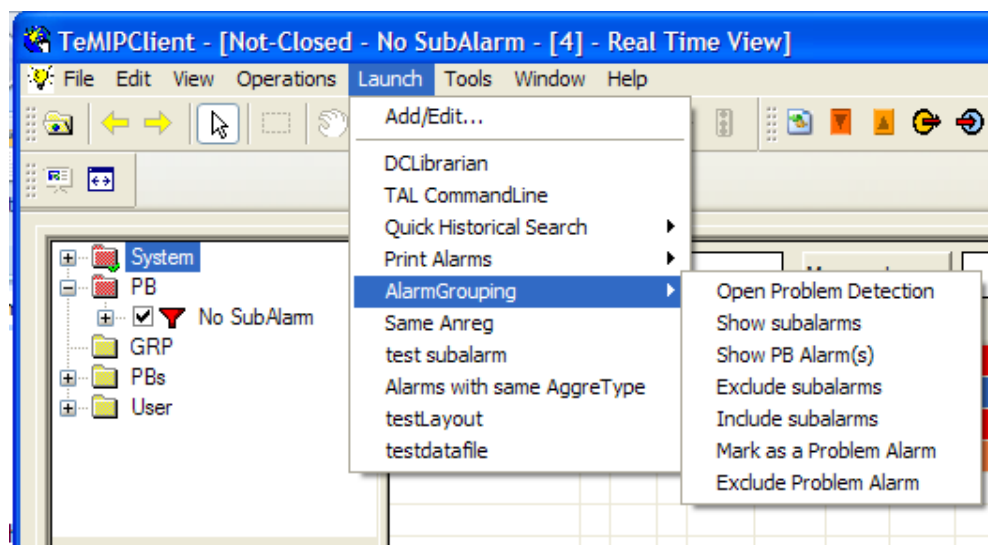 TeMIPClient - [Not-Closed - No SubAlarm - [4] - Real Time View]
File Edit View Operations Launch Tools Window Help
Add/Edit...
DCLibrarian
TAL CommandLine
Quick Historical Search
Print Alarms
AlarmGrouping
Same Anreg
test subalarm
Alarms with same AggreType
testLayout
testdatafile
Open Problem Detection
Show subalarms
Show PB Alarm(s)
Exclude subalarms
Include subalarms
Mark as a Problem Alarm
Exclude Problem Alarm
System
PB
No SubAlarm
GRP
PBs
User